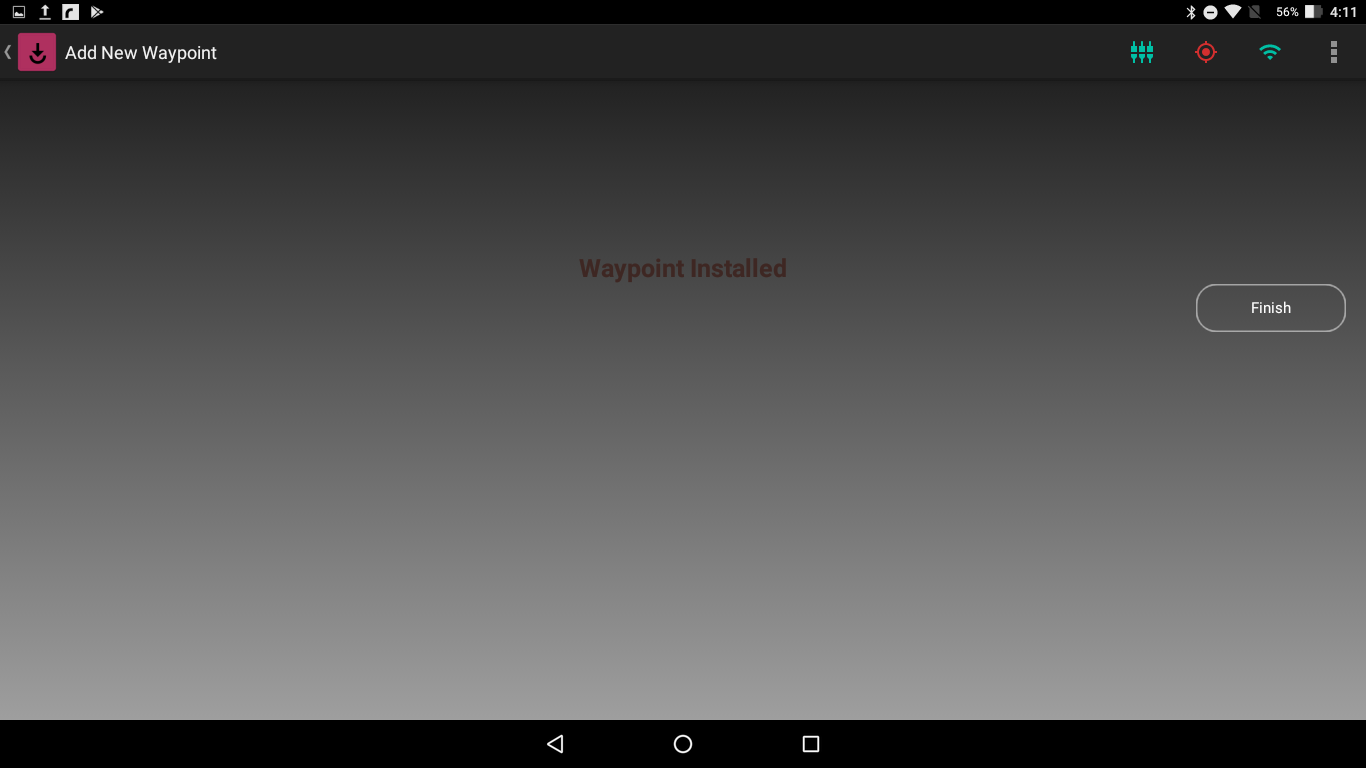 56% 4:11
Add New Waypoint
Waypoint Installed
Finish